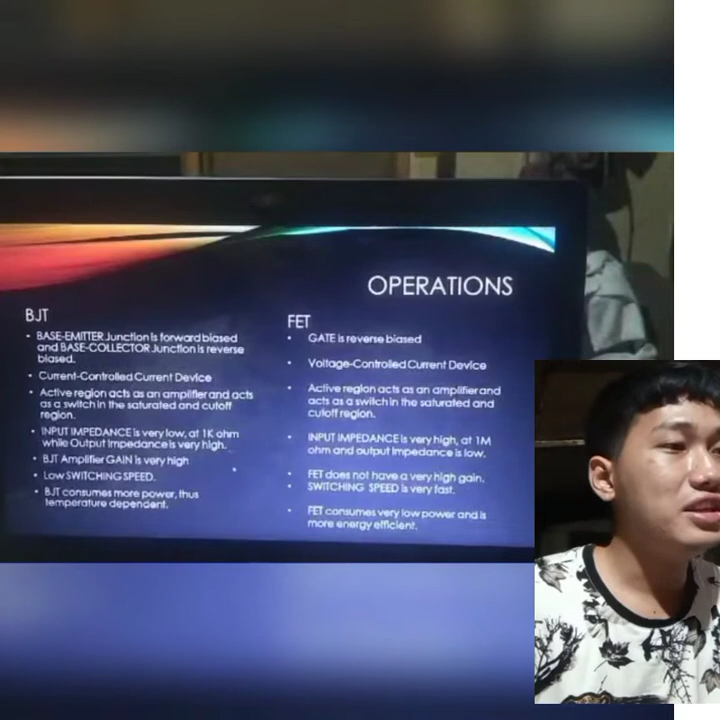 OPERATIONS
BJT
• BASE-EMITTER Junction is forward biased
and BASE-COLLECTOR Junction is reverse
biased.
• Current-Controlled Current Device
• Active region acts as an amplifier and acts
as a switch in the saturated and cutoff
region.
• INPUT IMPEDANCE is very low, at 1K ohm
while Output Impedance is very high.
• BJT Amplifier GAIN is very high
• Low SWITCHING SPEED.
• BJT consumes more power, thus
temperature dependent.
FET
• GATE is reverse biased
• Voltage-Controlled Current Device
• Active region acts as an amplifier and
acts as a switch in the saturated and
cutoff region.
• INPUT IMPEDANCE is very high, at 1M
ohm and output impedance is low.
• FET does not have a very high gain.
• SWITCHING SPEED is very fast.
• FET consumes very low power and is
more energy efficient.